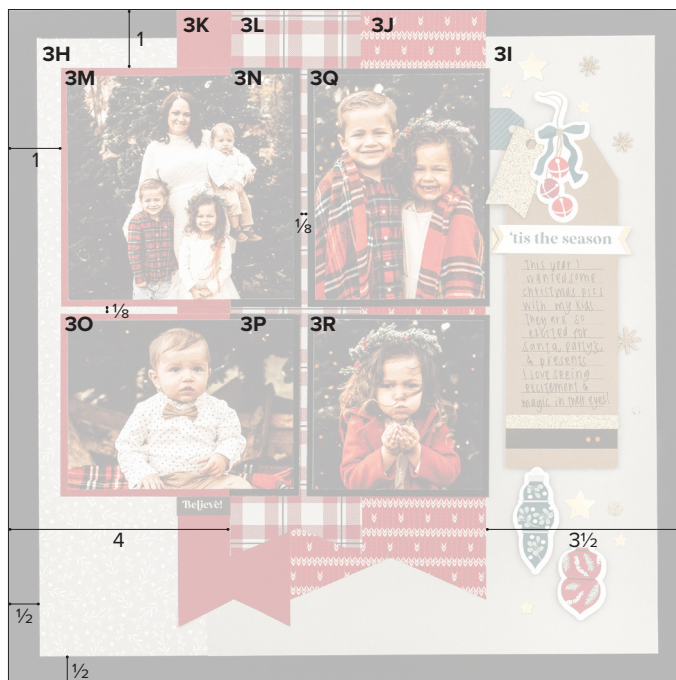 3K 3L 3J
1
3H 3I
3M 3N 3Q
1
⅛
'tis the season
This year I
wanted some
christmas pics
with my kids
They are so
excited for
santa, party's,
& presents
I love seeing
excitement &
magic in their eyes!
⅛
3O 3P 3R
Believe!
4
3½
½
½